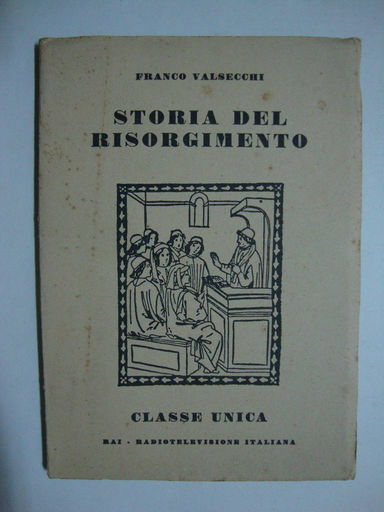 FRANCO VALSECCHI
STORIA DEL
RISORGIMENTO
CLASSE UNICA
RAI - RADIOTELEVISIONE ITALIANA